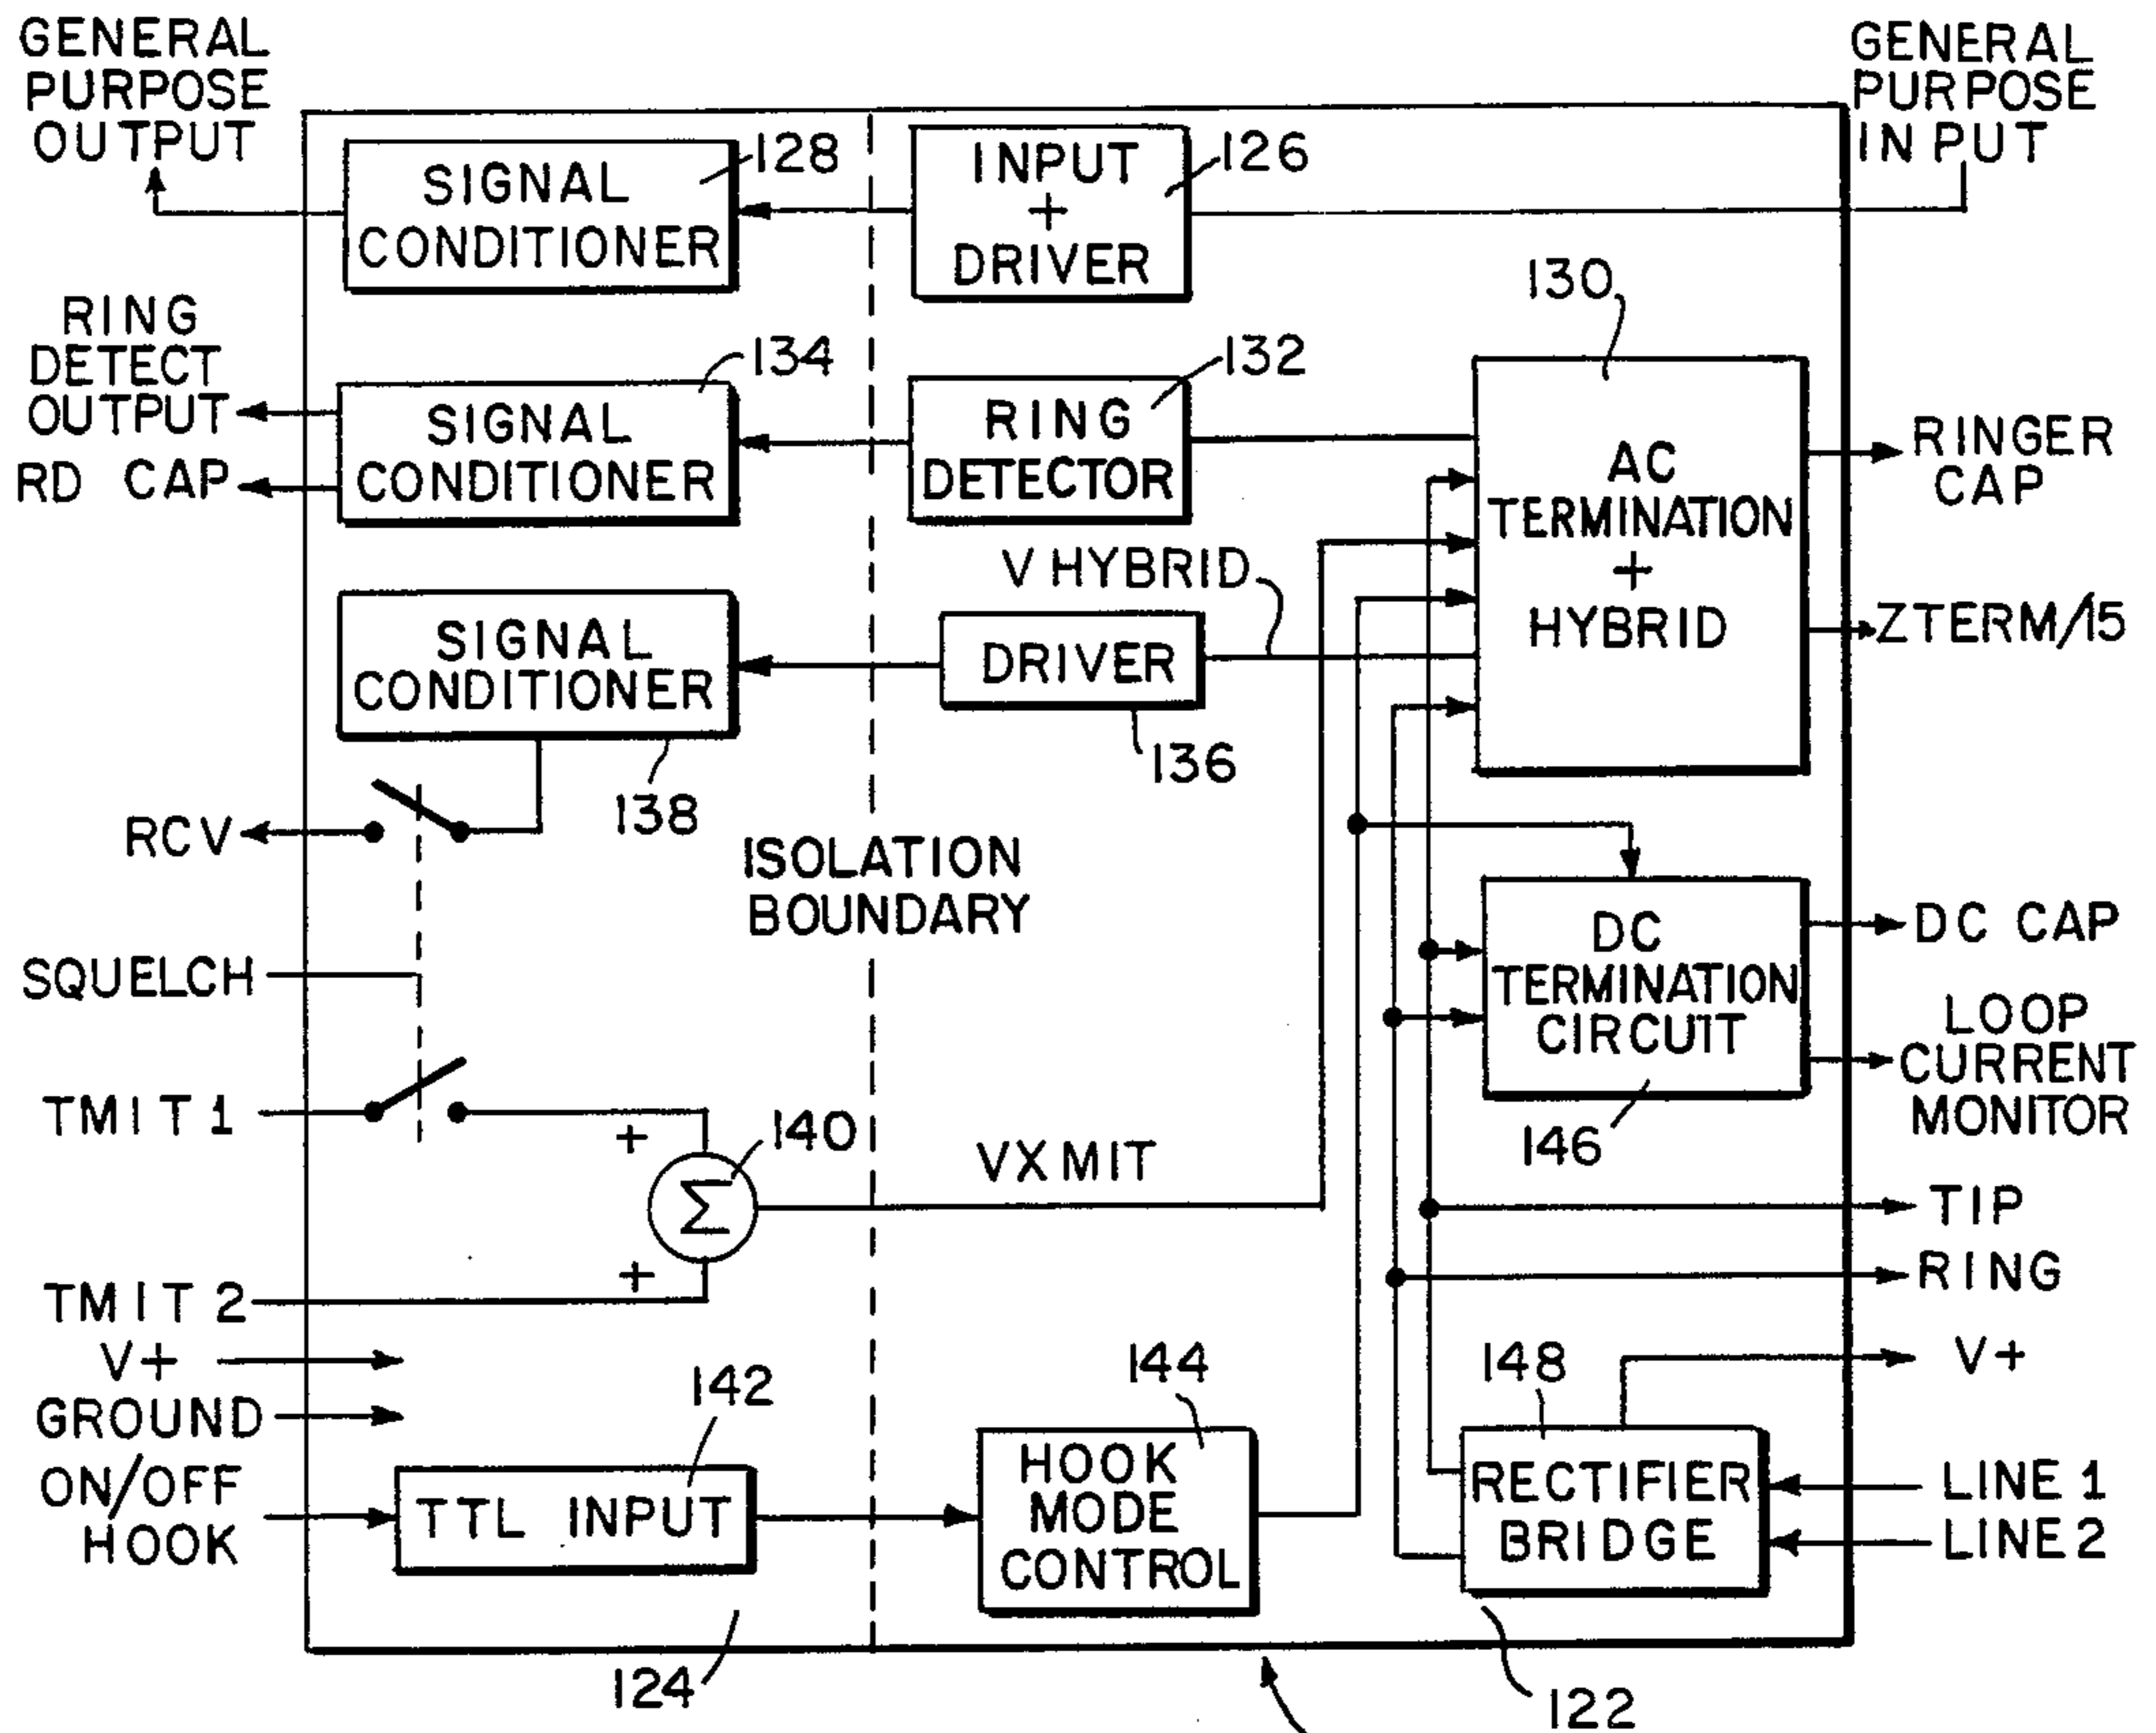 GENERAL
PURPOSE
OUTPUT
GENERAL
PURPOSE
INPUT
SIGNAL
CONDITIONER
128
INPUT
+
DRIVER
126
130
RING
DETECT
OUTPUT
RD CAP
SIGNAL
CONDITIONER
134
RING
DETECTOR
132
AC
TERMINATION
+
HYBRID
RINGER
CAP
ZTERM/15
V HYBRID
SIGNAL
CONDITIONER
138
DRIVER
136
RCV
ISOLATION
BOUNDARY
SQUELCH
DC
TERMINATION
CIRCUIT
146
DC CAP
LOOP
CURRENT
MONITOR
TMIT 1
+
140
Σ
VXMIT
+
TMIT 2
TIP
RING
V+
V+
GROUND
ON/OFF
HOOK
142
TTL INPUT
144
HOOK
MODE
CONTROL
148
RECTIFIER
BRIDGE
LINE 1
LINE 2
124
122